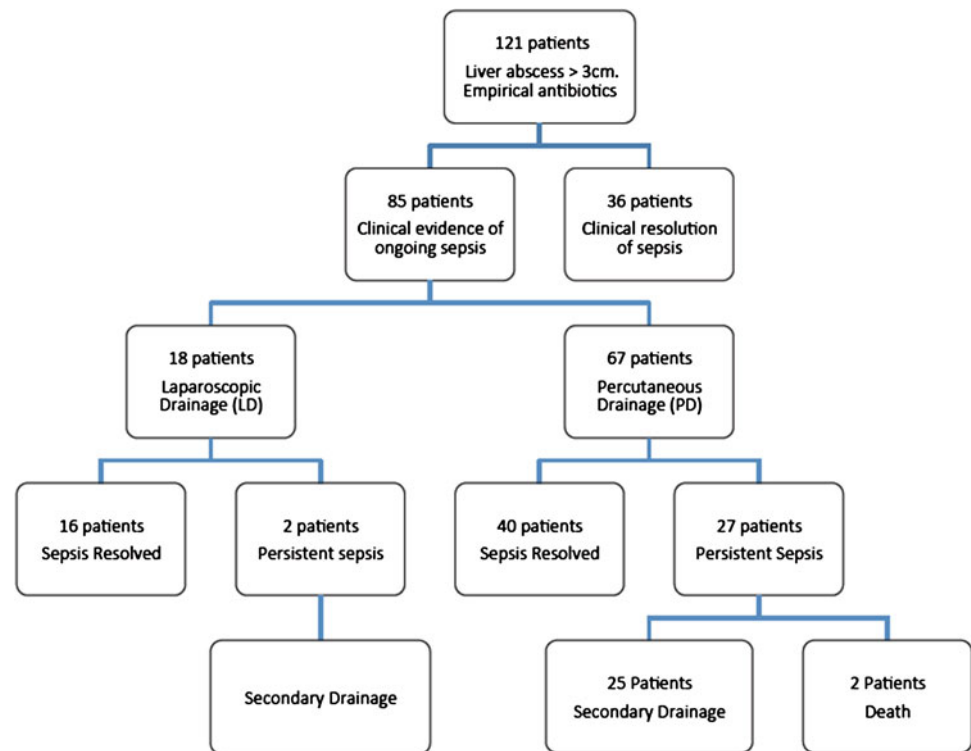 121 patients
Liver abscess > 3cm.
Empirical antibiotics
85 patients
Clinical evidence of
ongoing sepsis
36 patients
Clinical resolution
of sepsis
18 patients
Laparoscopic
Drainage (LD)
67 patients
Percutaneous
Drainage (PD)
16 patients
Sepsis Resolved
2 patients
Persistent sepsis
40 patients
Sepsis Resolved
27 patients
Persistent Sepsis
Secondary Drainage
25 Patients
Secondary Drainage
2 Patients
Death